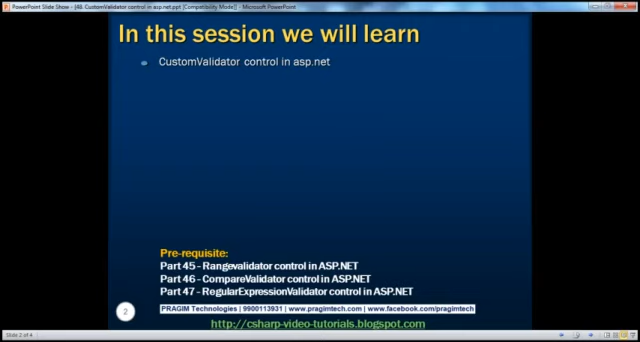 PowerPoint Slide Show - [48. CustomValidator control in asp.net.ppt [Compatibility Mode]] - Microsoft PowerPoint
In this session we will learn
CustomValidator control in asp.net
Pre-requisite:
Part 45 - Rangevalidator control in ASP.NET
Part 46 - CompareValidator control in ASP.NET
Part 47 - RegularExpressionValidator control in ASP.NET
2
PRAGIM Technologies | 9900113931 | www.pragimtech.com | www.facebook.com/pragimtech
http://csharp-video-tutorials.blogspot.com
Slide 2 of 4